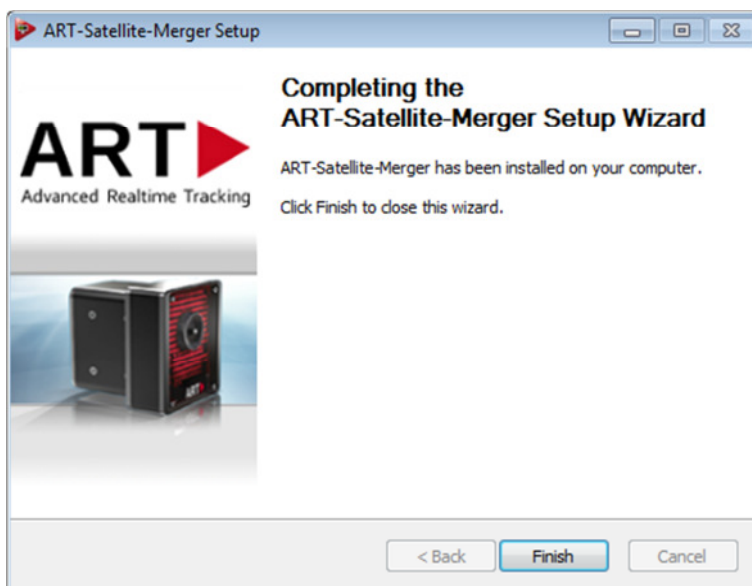 ART-Satellite-Merger Setup
Completing the
ART-Satellite-Merger Setup Wizard
ART
Advanced Realtime Tracking
ART-Satellite-Merger has been installed on your computer.
Click Finish to close this wizard.
ART
< Back
Finish
Cancel